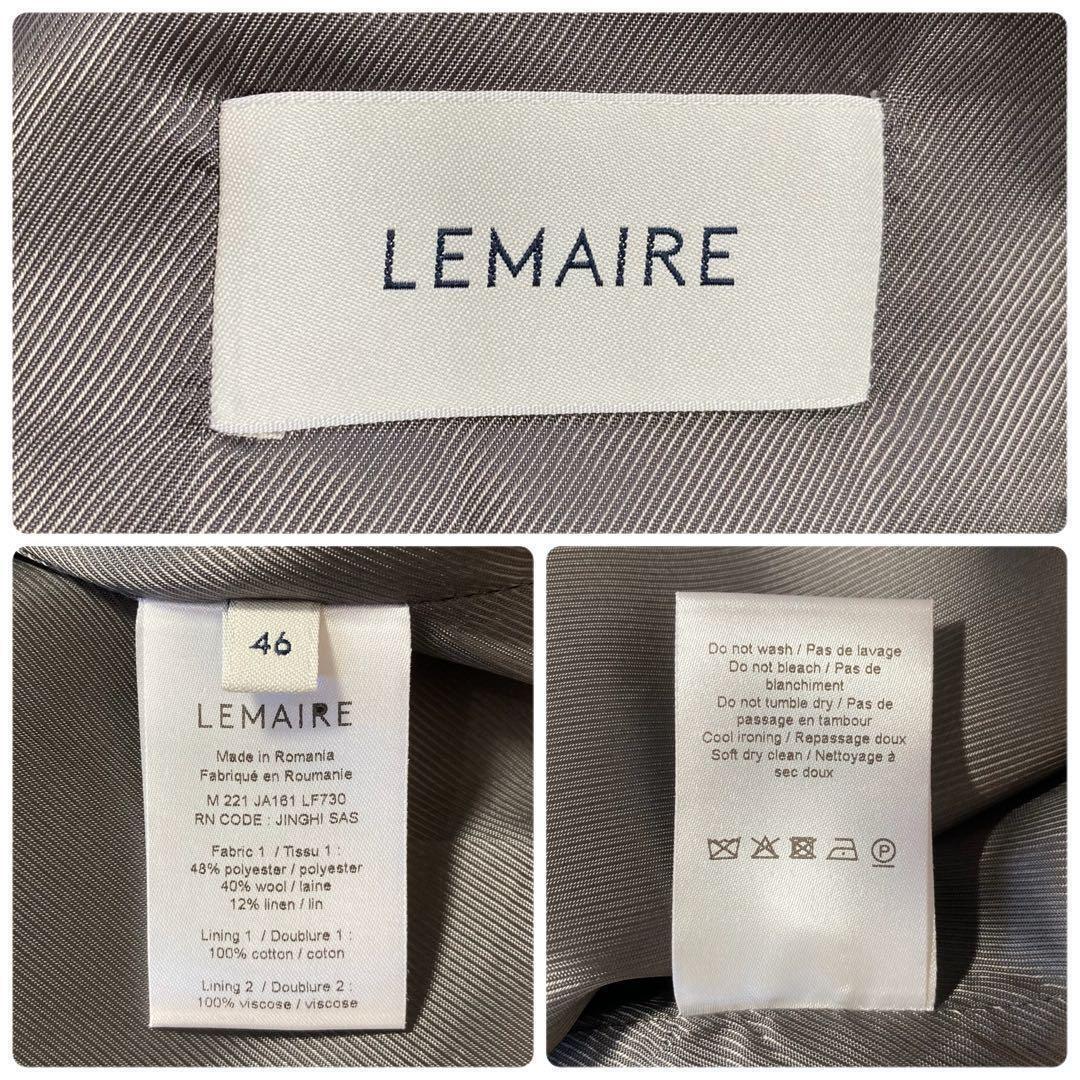 LEMAIRE
46
LEMAIRE
Made in Romania
Fabriqué en Roumanie
M 221 JA161 LF730
RN CODE : JINGHI SAS
Fabric 1 / Tissu 1 :
48% polyester / polyester
40% wool / laine
12% linen / lin
Lining 1 / Doublure 1 :
100% cotton / coton
Lining 2 / Doublure 2 :
100% viscose / viscose
Do not wash / Pas de lavage
Do not bleach / Pas de
blanchiment
Do not tumble dry / Pas de
passage en tambour
Cool ironing / Repassage doux
Soft dry clean / Nettoyage à
sec doux
P